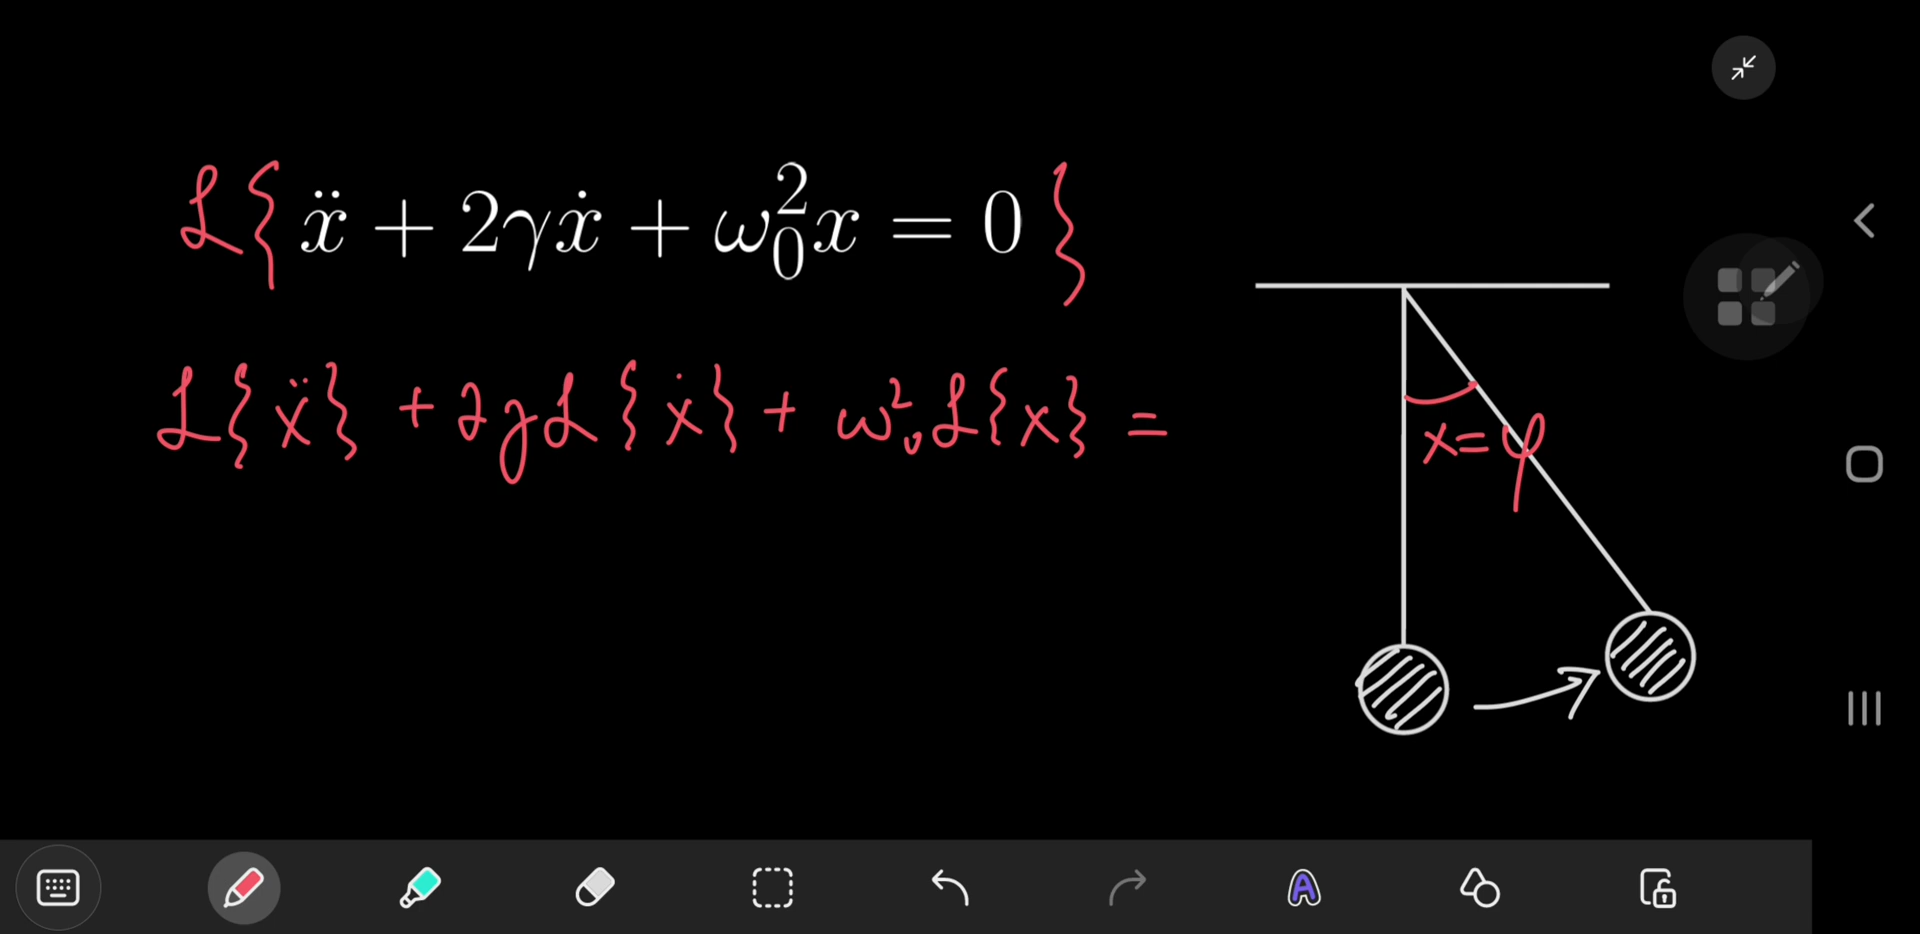 ℒ{ ẍ + 2γẋ + ω₀²x = 0 }
ℒ{ẍ} + 2γℒ{ẋ} + ω₀²ℒ{x} =
x=φ
A